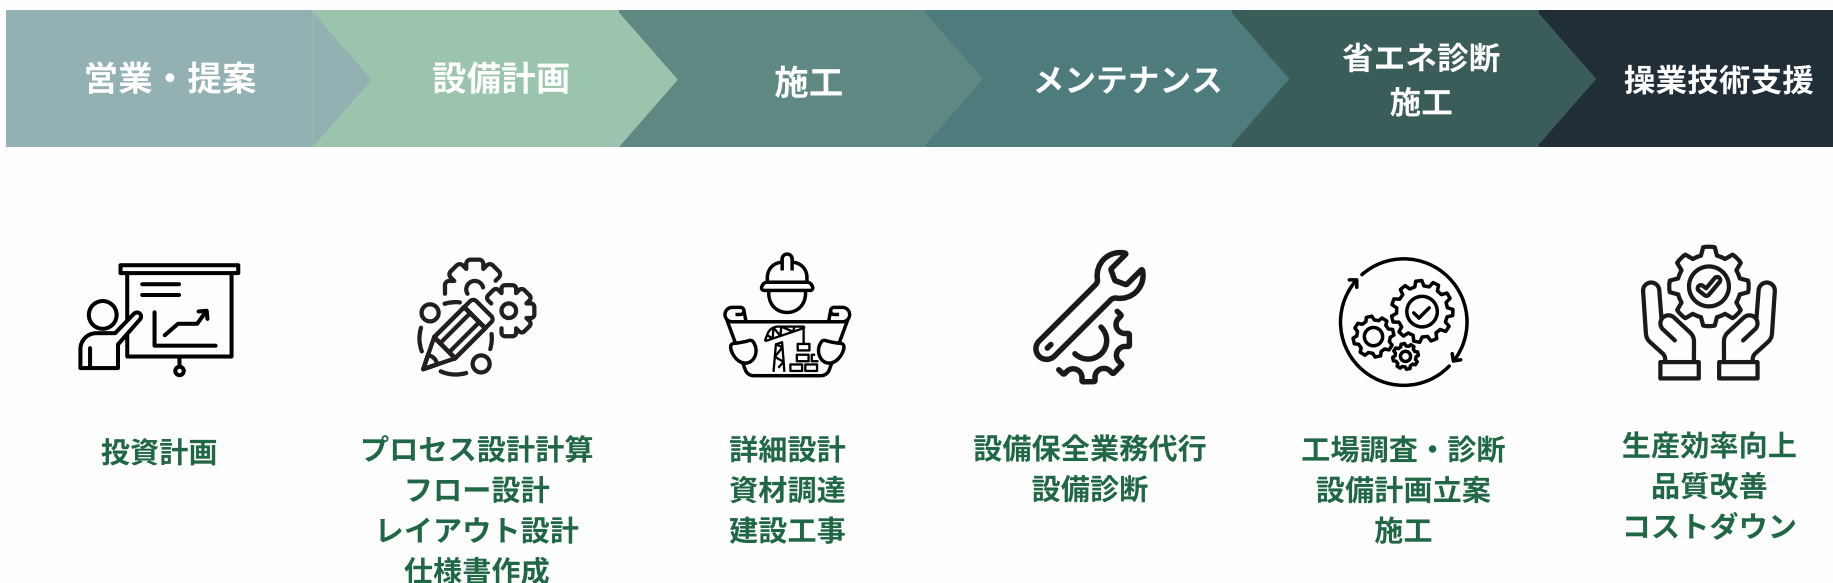 営業・提案
設備計画
施工
メンテナンス
省エネ診断
施工
操業技術支援
投資計画
プロセス設計計算
フロー設計
レイアウト設計
仕様書作成
詳細設計
資材調達
建設工事
設備保全業務代行
設備診断
工場調査・診断
設備計画立案
施工
生産効率向上
品質改善
コストダウン